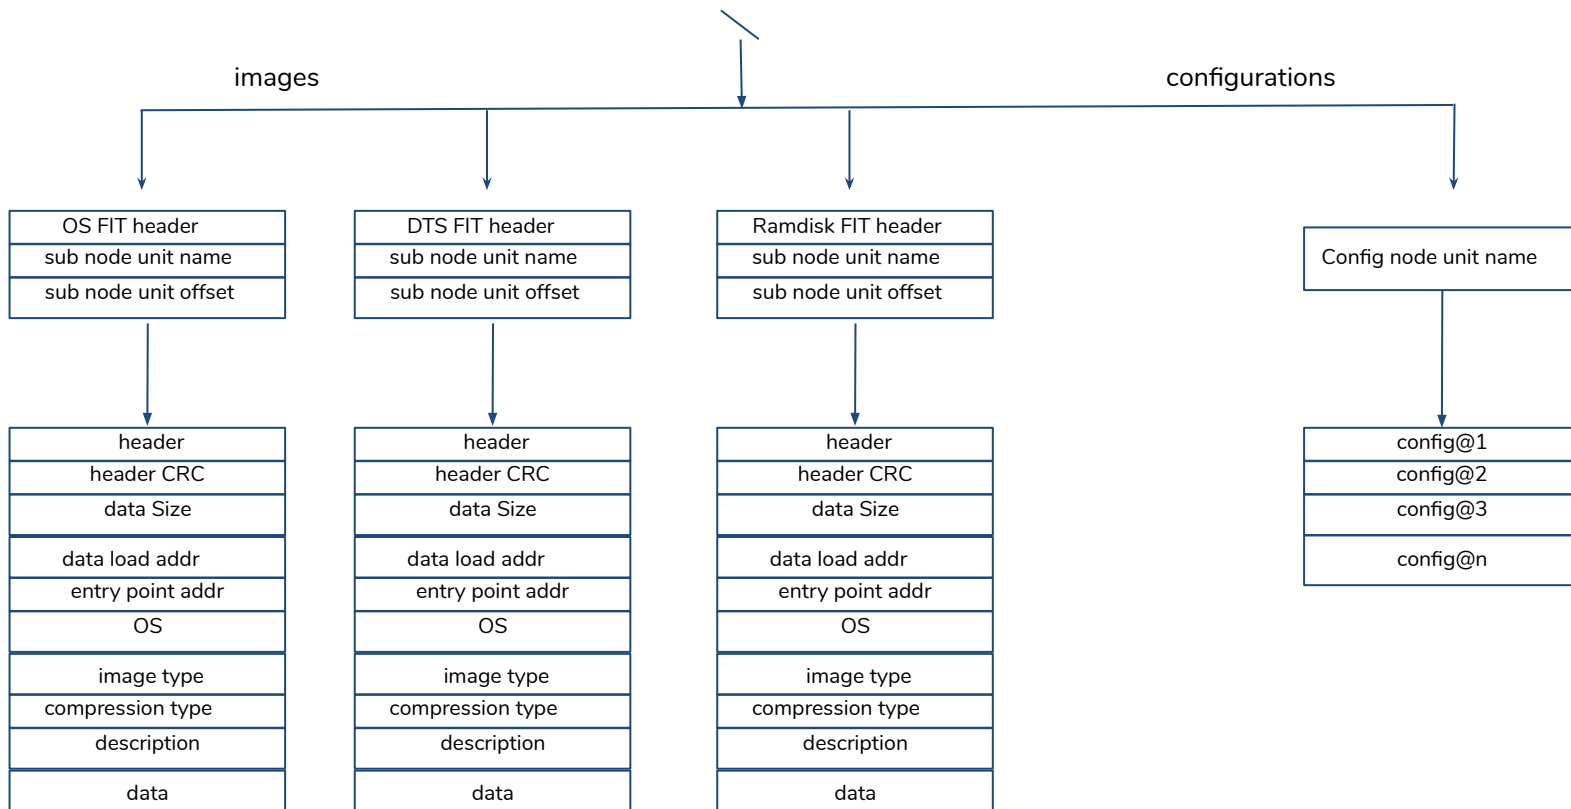 images
configurations
OS FIT header
sub node unit name
sub node unit offset
DTS FIT header
sub node unit name
sub node unit offset
Ramdisk FIT header
sub node unit name
sub node unit offset
Config node unit name
header
header CRC
data Size
data load addr
entry point addr
OS
image type
compression type
description
data
header
header CRC
data Size
data load addr
entry point addr
OS
image type
compression type
description
data
header
header CRC
data Size
data load addr
entry point addr
OS
image type
compression type
description
data
config@1
config@2
config@3
config@n